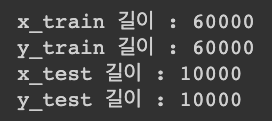 x_train 길이 : 60000
y_train 길이 : 60000
x_test 길이 : 10000
y_test 길이 : 10000